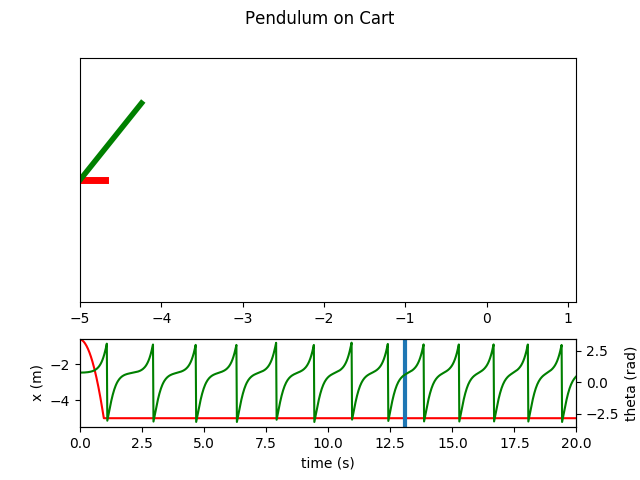 Pendulum on Cart
−5 −4 −3 −2 −1 0 1
−2
−4
x (m)
2.5
0.0
−2.5
theta (rad)
0.0 2.5 5.0 7.5 10.0 12.5 15.0 17.5 20.0
time (s)